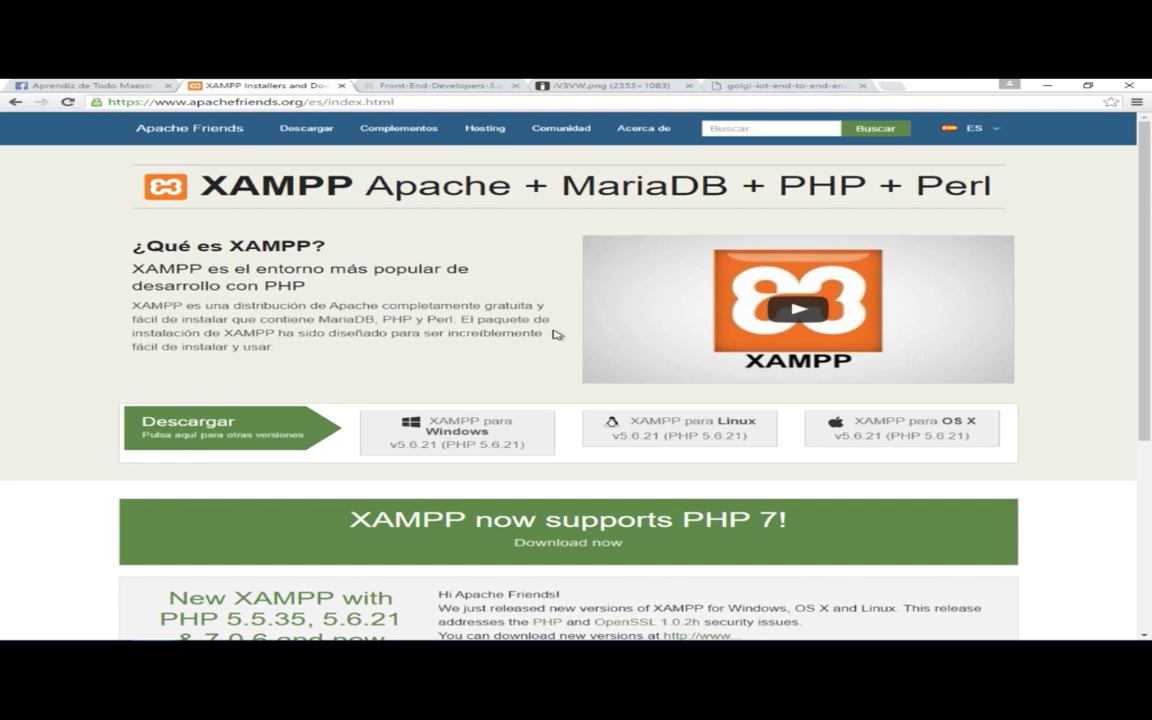 Aprendiz de Todo Maestr
XAMPP Installers and Do
Front-End-Developers-3.
IV3VW.png (2353×1083)
golgi-iot-end-to-end-en
https://www.apachefriends.org/es/index.html
Apache Friends Descargar Complementos Hosting Comunidad Acerca de Buscar... Buscar ES
XAMPP Apache + MariaDB + PHP + Perl
¿Qué es XAMPP?
XAMPP es el entorno más popular de
desarrollo con PHP
XAMPP es una distribución de Apache completamente gratuita y
fácil de instalar que contiene MariaDB, PHP y Perl. El paquete de
instalación de XAMPP ha sido diseñado para ser increíblemente
fácil de instalar y usar.
XAMPP
Descargar
Pulsa aquí para otras versiones
XAMPP para
Windows
v5.6.21 (PHP 5.6.21)
XAMPP para Linux
v5.6.21 (PHP 5.6.21)
XAMPP para OS X
v5.6.21 (PHP 5.6.21)
XAMPP now supports PHP 7!
Download now
New XAMPP with
PHP 5.5.35, 5.6.21
& 7.0.6 and now
Hi Apache Friends!
We just released new versions of XAMPP for Windows, OS X and Linux. This release
addresses the PHP and OpenSSL 1.0.2h security issues.
You can download new versions at http://www...